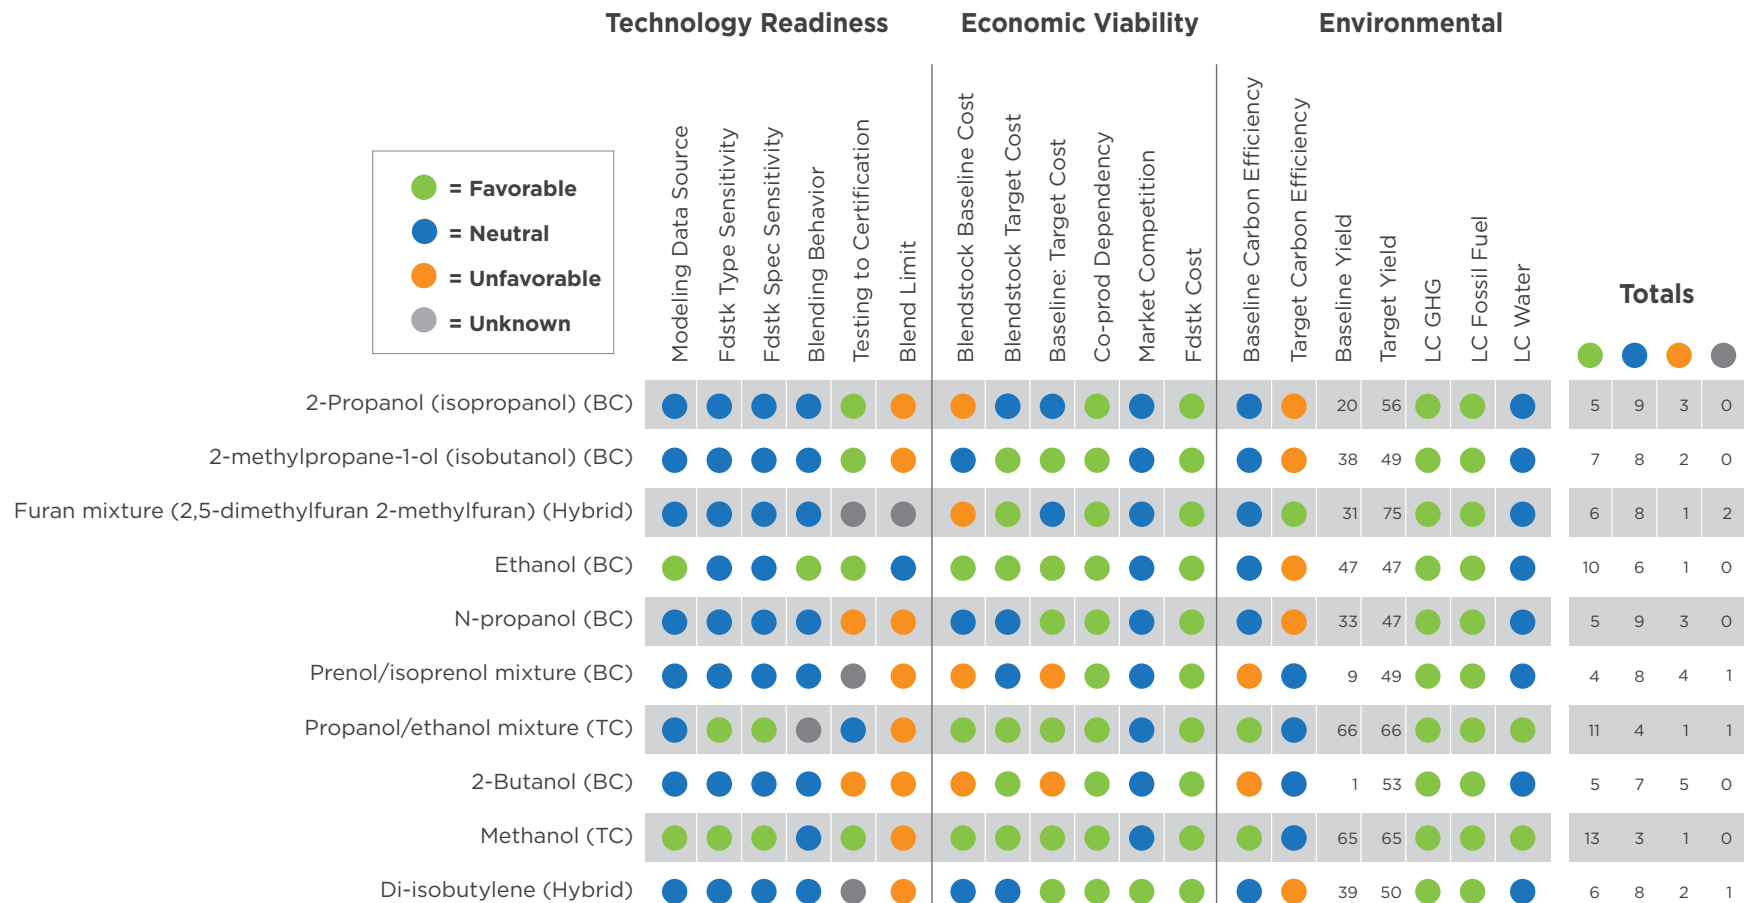 Technology Readiness Economic Viability Environmental
= Favorable
= Neutral
= Unfavorable
= Unknown
Modeling Data Source
Fdstk Type Sensitivity
Fdstk Spec Sensitivity
Blending Behavior
Testing to Certification
Blend Limit
Blendstock Baseline Cost
Blendstock Target Cost
Baseline: Target Cost
Co-prod Dependency
Market Competition
Fdstk Cost
Baseline Carbon Efficiency
Target Carbon Efficiency
Baseline Yield
Target Yield
LC GHG
LC Fossil Fuel
LC Water
Totals
2-Propanol (isopropanol) (BC) 20 56 5 9 3 0
2-methylpropane-1-ol (isobutanol) (BC) 38 49 7 8 2 0
Furan mixture (2,5-dimethylfuran 2-methylfuran) (Hybrid) 31 75 6 8 1 2
Ethanol (BC) 47 47 10 6 1 0
N-propanol (BC) 33 47 5 9 3 0
Prenol/isoprenol mixture (BC) 9 49 4 8 4 1
Propanol/ethanol mixture (TC) 66 66 11 4 1 1
2-Butanol (BC) 1 53 5 7 5 0
Methanol (TC) 65 65 13 3 1 0
Di-isobutylene (Hybrid) 39 50 6 8 2 1